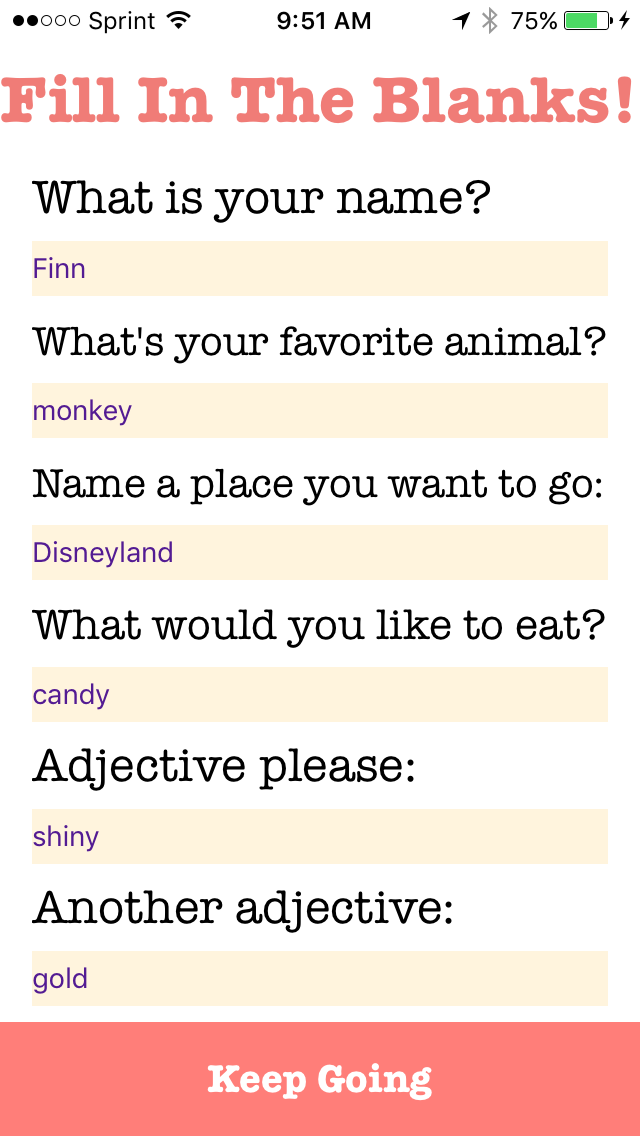 Sprint 9:51 AM 75%
Fill In The Blanks!
What is your name?
Finn
What's your favorite animal?
monkey
Name a place you want to go:
Disneyland
What would you like to eat?
candy
Adjective please:
shiny
Another adjective:
gold
Keep Going